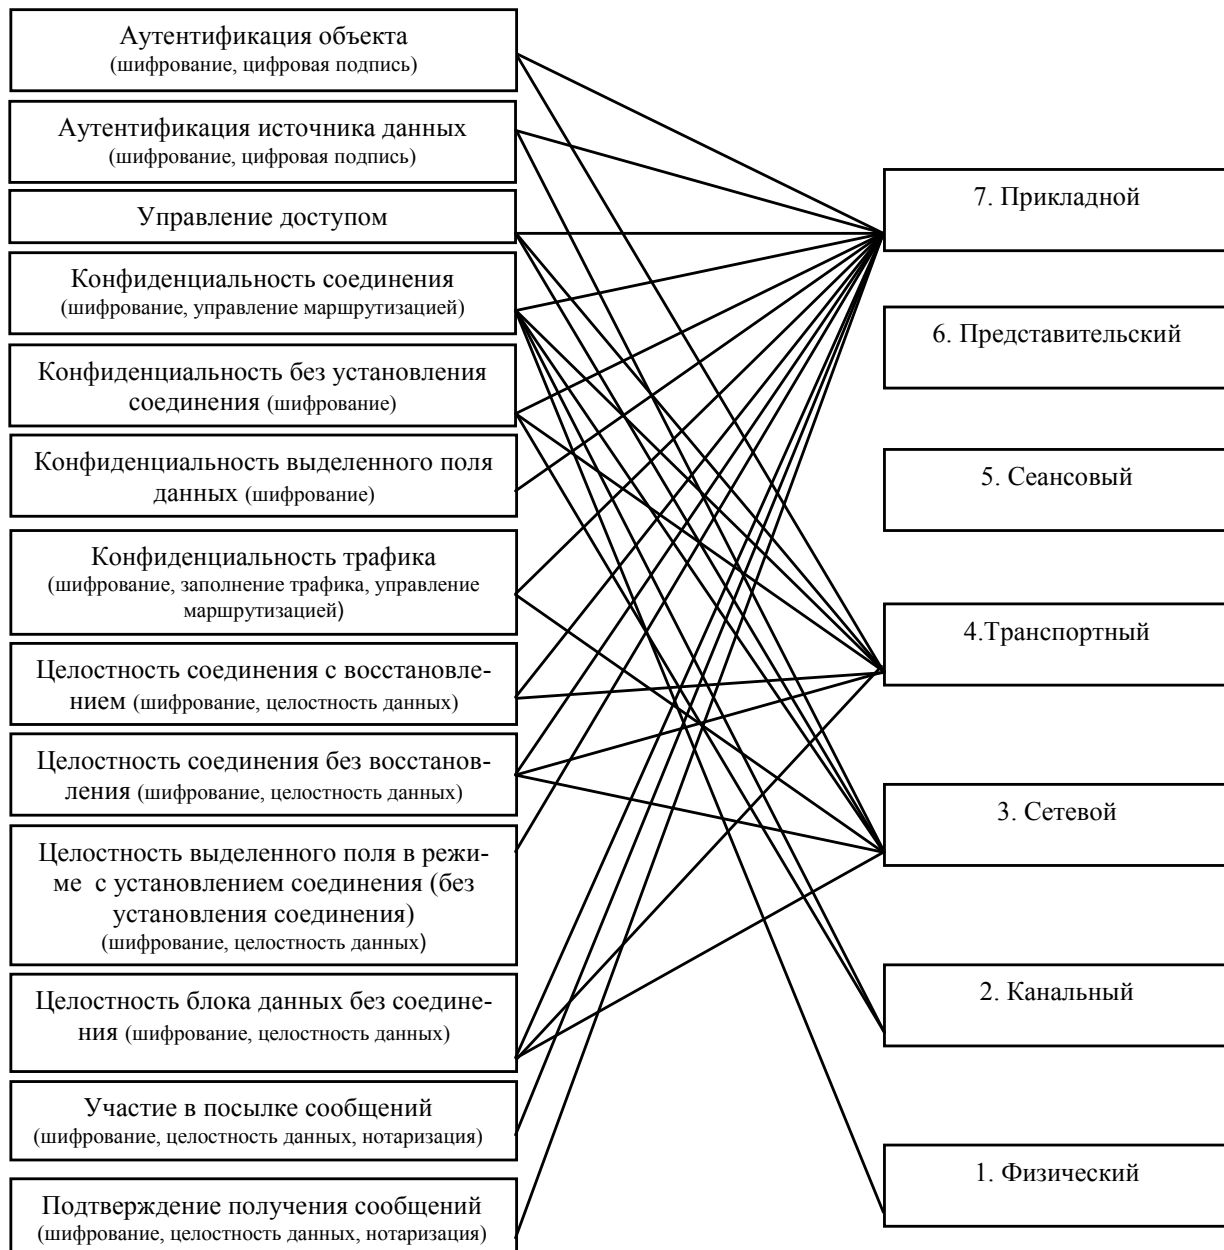 Аутентификация объекта
(шифрование, цифровая подпись)
Аутентификация источника данных
(шифрование, цифровая подпись)
Управление доступом
Конфиденциальность соединения
(шифрование, управление маршрутизацией)
Конфиденциальность без установления
соединения (шифрование)
Конфиденциальность выделенного поля
данных (шифрование)
Конфиденциальность трафика
(шифрование, заполнение трафика, управление
маршрутизацией)
Целостность соединения с восстановле-
нием (шифрование, целостность данных)
Целостность соединения без восстанов-
ления (шифрование, целостность данных)
Целостность выделенного поля в режи-
ме с установлением соединения (без
установления соединения)
(шифрование, целостность данных)
Целостность блока данных без соедине-
ния (шифрование, целостность данных)
Участие в посылке сообщений
(шифрование, целостность данных, нотаризация)
Подтверждение получения сообщений
(шифрование, целостность данных, нотаризация)
7. Прикладной
6. Представительский
5. Сеансовый
4.Транспортный
3. Сетевой
2. Канальный
1. Физический